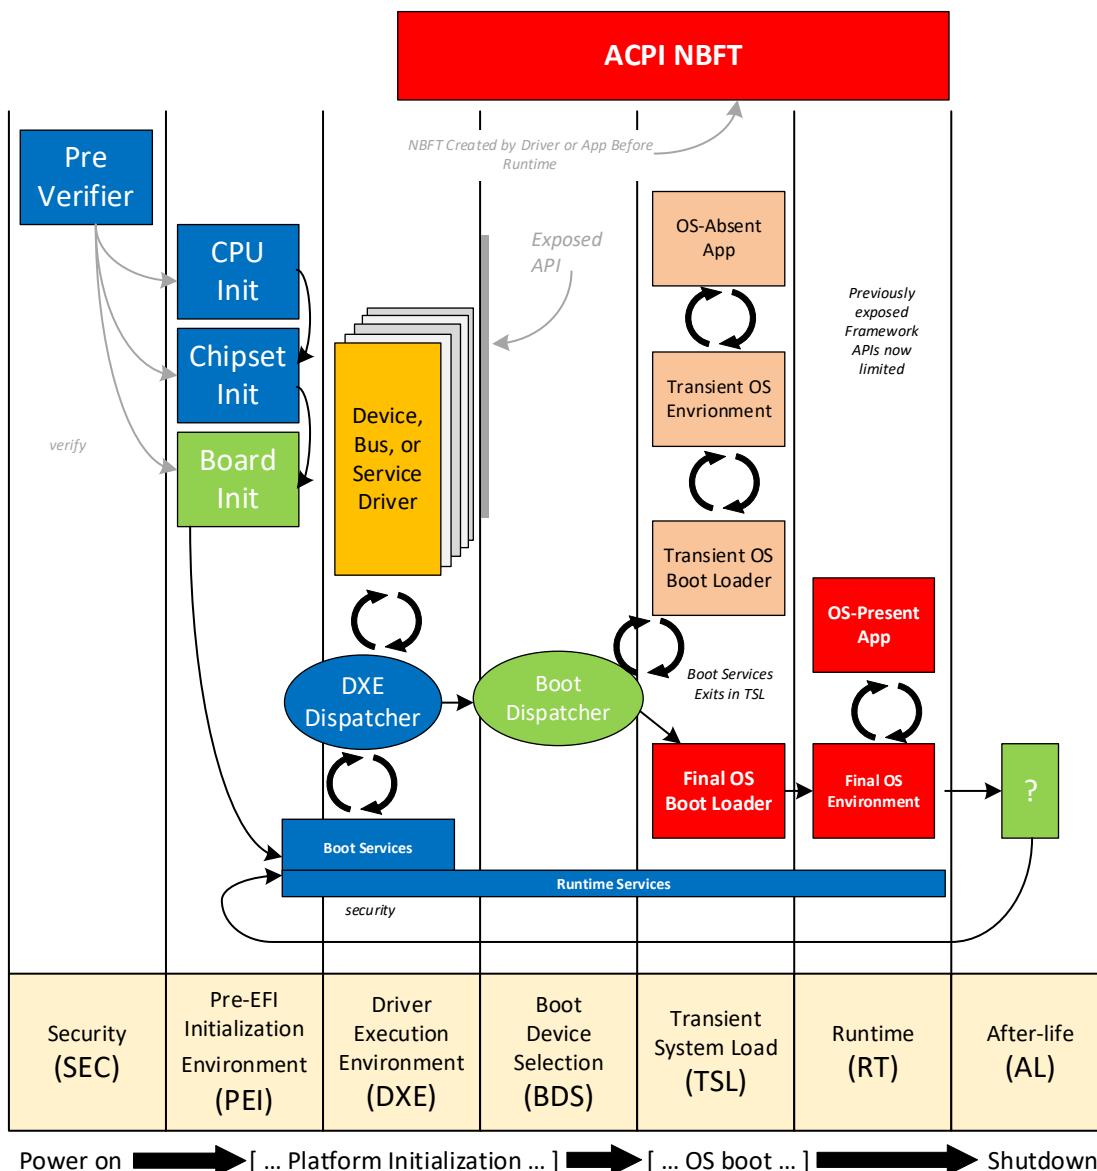 ACPI NBFT
NBFT Created by Driver or App Before
Runtime
Pre
Verifier
CPU
Init
Chipset
Init
Board
Init
verify
Exposed
API
Device,
Bus, or
Service
Driver
OS-Absent
App
Transient OS
Envrionment
Transient OS
Boot Loader
Previously
exposed
Framework
APIs now
limited
OS-Present
App
DXE
Dispatcher
Boot
Dispatcher
Boot Services
Exits in TSL
Final OS
Boot Loader
Final OS
Environment
?
Boot Services
Runtime Services
security
Security
(SEC)
Pre-EFI
Initialization
Environment
(PEI)
Driver
Execution
Environment
(DXE)
Boot
Device
Selection
(BDS)
Transient
System Load
(TSL)
Runtime
(RT)
After-life
(AL)
Power on [ ... Platform Initialization ... ] [ ... OS boot ... ] Shutdown